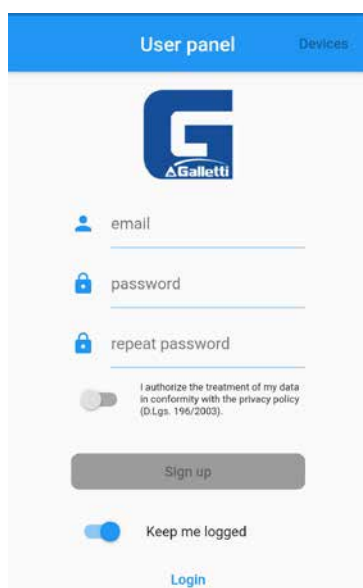 User panel
Devices
Galletti
email
password
repeat password
I authorize the treatment of my data
in conformity with the privacy policy
(D.Lgs. 196/2003).
Sign up
Keep me logged
Login